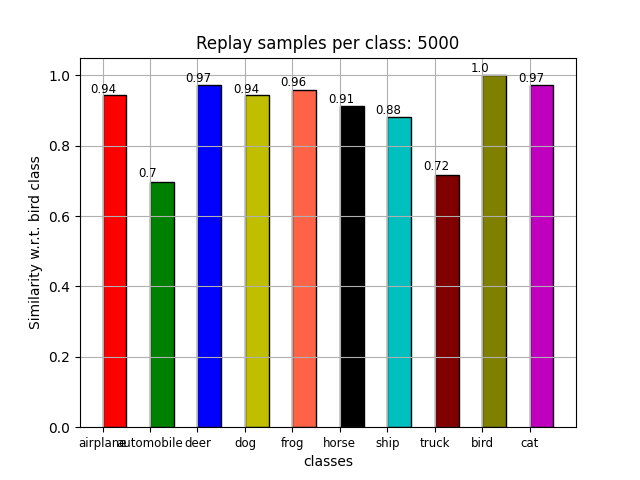 Replay samples per class: 5000
Similarity w.r.t. bird class
1.0
0.8
0.6
0.4
0.2
0.0
0.94 0.7 0.97 0.94 0.96 0.91 0.88 0.72 1.0 0.97
airplane automobile deer dog frog horse ship truck bird cat
classes